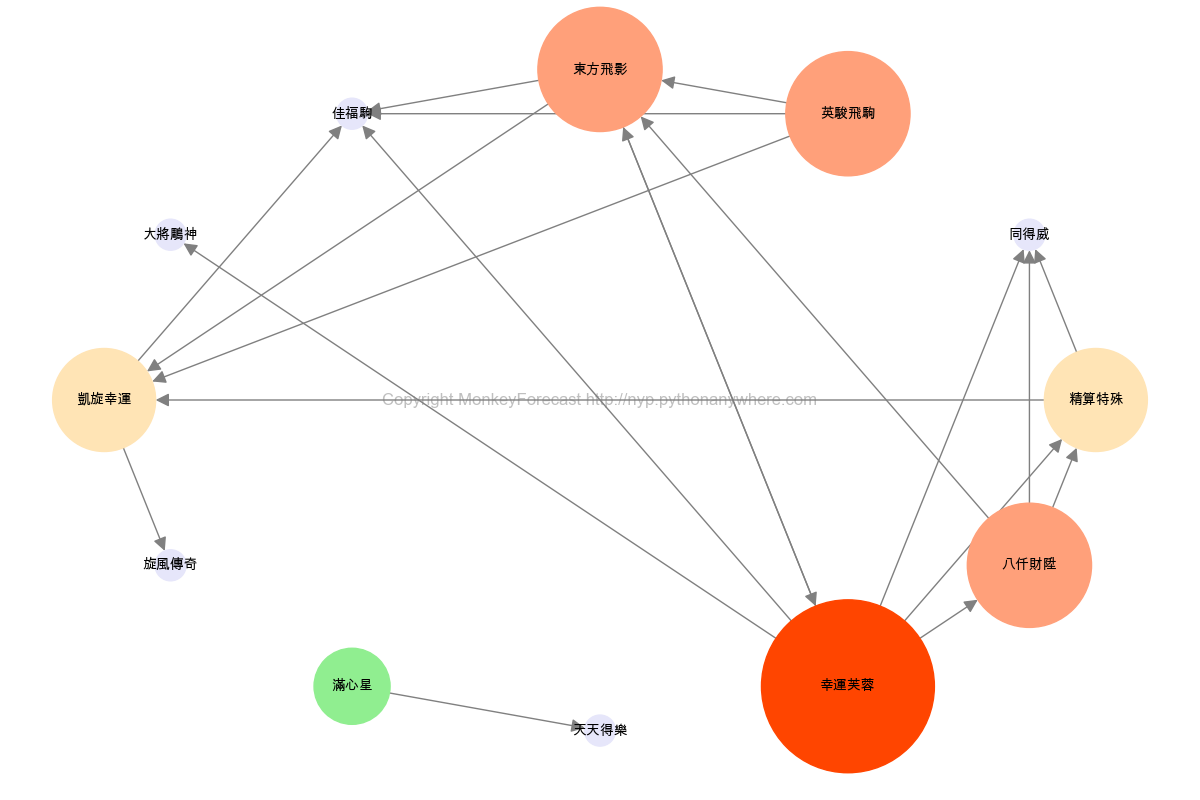 東方飛影
英駿飛駒
佳福駒
大將鵰神
同得威
凱旋幸運
Copyright MonkeyForecast http://nyp.pythonanywhere.com
精算特殊
旋風傳奇
八仟財陞
滿心星
幸運芙蓉
天天得樂